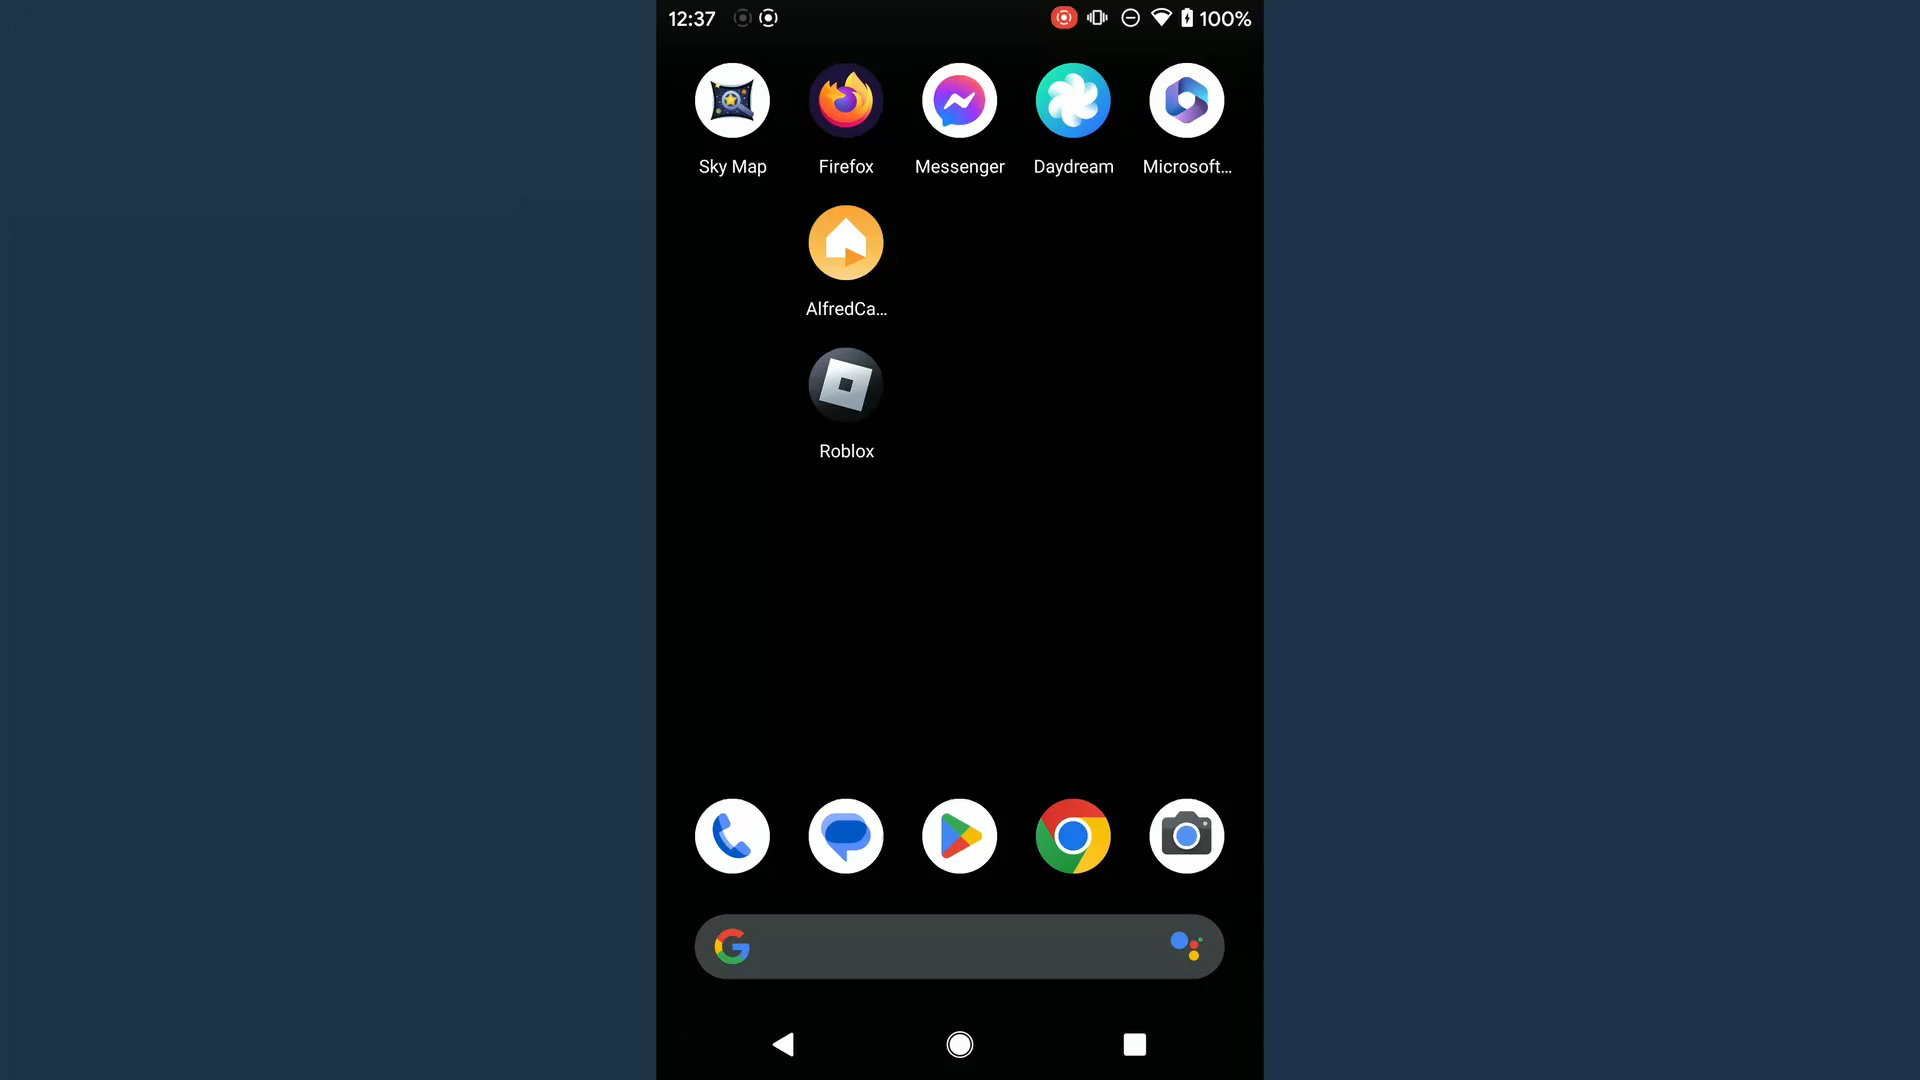 12:37
100%
Sky Map
Firefox
Messenger
Daydream
Microsoft...
AlfredCa...
Roblox